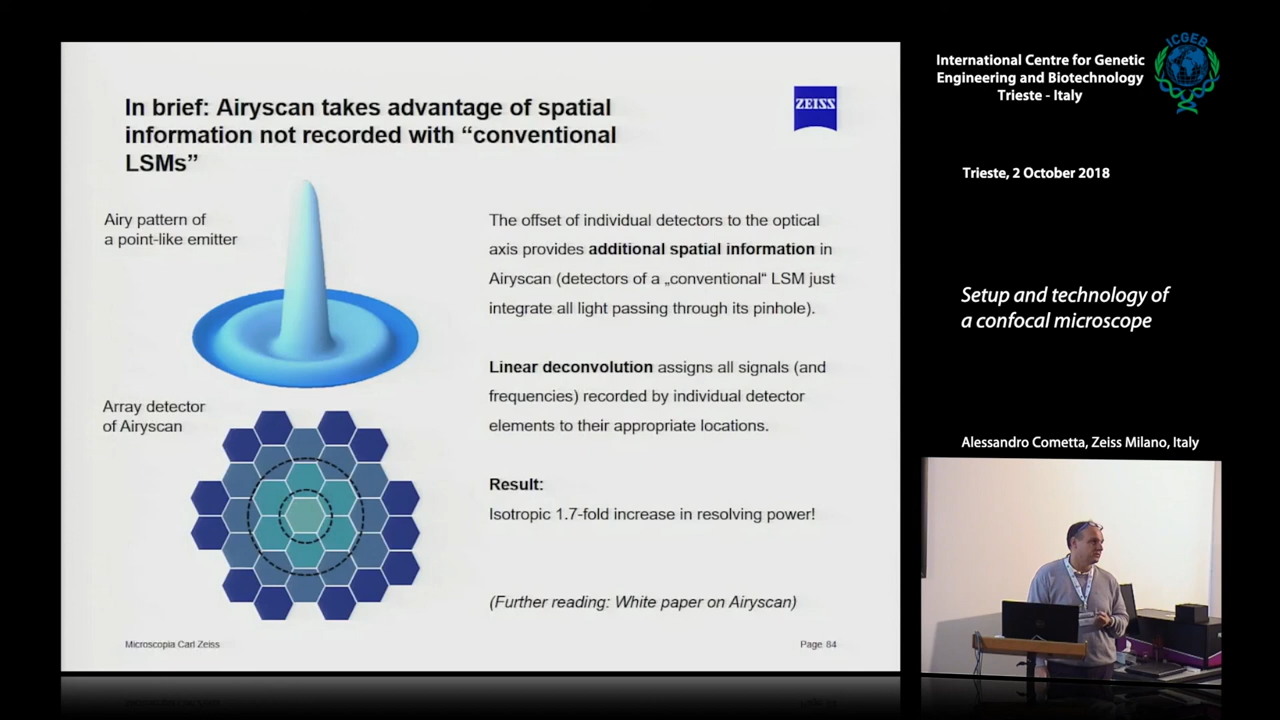 In brief: Airyscan takes advantage of spatial
information not recorded with “conventional
LSMs”
ZEISS
Airy pattern of
a point-like emitter
Array detector
of Airyscan
The offset of individual detectors to the optical
axis provides additional spatial information in
Airyscan (detectors of a „conventional“ LSM just
integrate all light passing through its pinhole).
Linear deconvolution assigns all signals (and
frequencies) recorded by individual detector
elements to their appropriate locations.
Result:
Isotropic 1.7-fold increase in resolving power!
(Further reading: White paper on Airyscan)
Microscopia Carl Zeiss
Page 84
International Centre for Genetic
Engineering and Biotechnology
Trieste - Italy
ICGEB
Trieste, 2 October 2018
Setup and technology of
a confocal microscope
Alessandro Cometta, Zeiss Milano, Italy